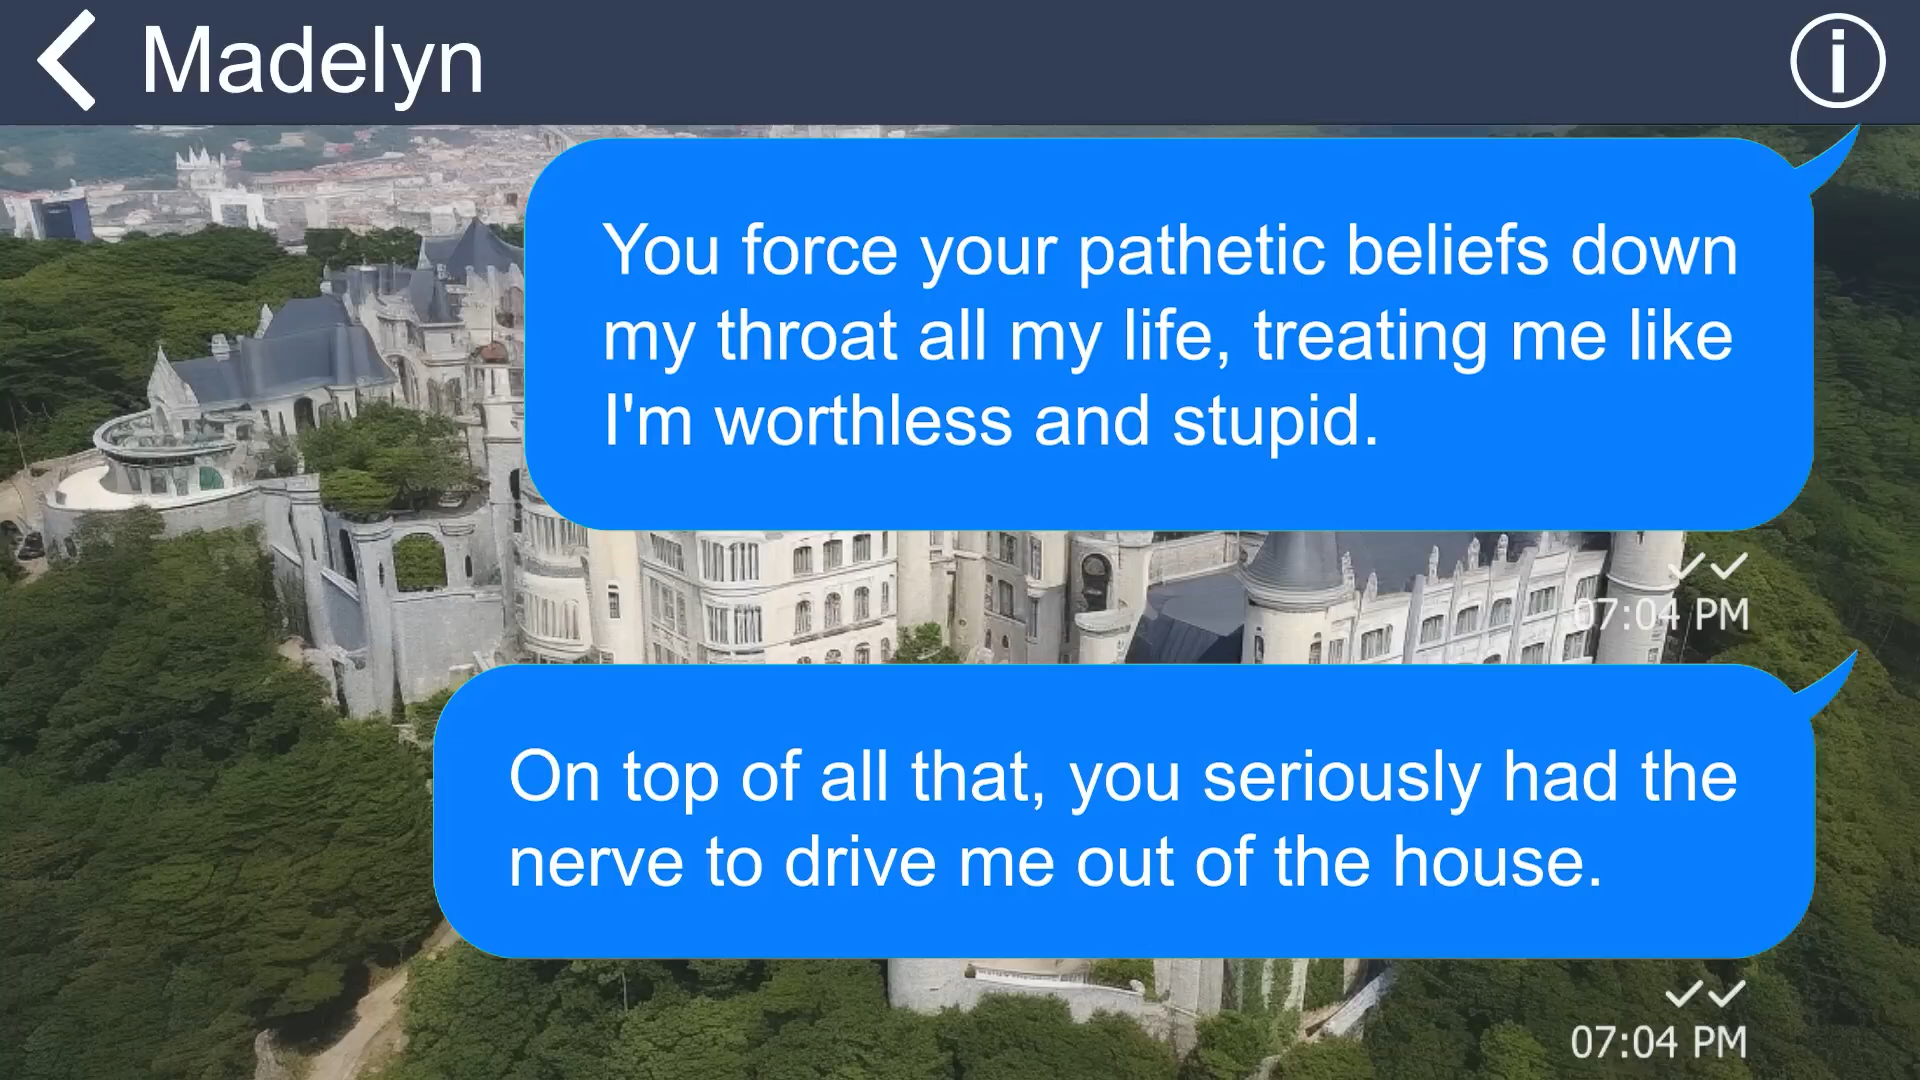 Madelyn
You force your pathetic beliefs down
my throat all my life, treating me like
I'm worthless and stupid.
07:04 PM
On top of all that, you seriously had the
nerve to drive me out of the house.
07:04 PM